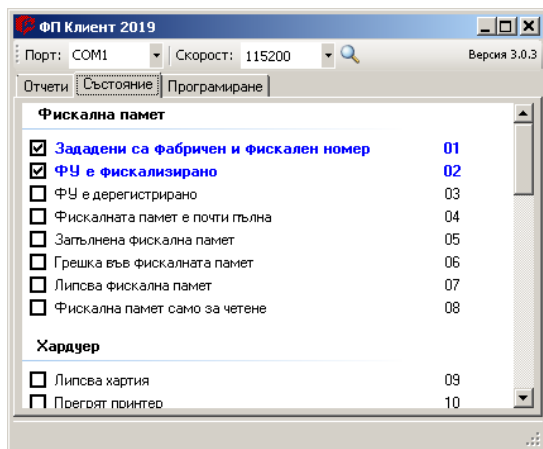 ФП Клиент 2019
Порт: COM1 Скорост: 115200 Версия 3.0.3
Отчети Състояние Програмиране
Фискална памет
Зададени са фабричен и фискален номер 01
ФУ е фискализирано 02
ФУ е дерегистрирано 03
Фискалната памет е почти пълна 04
Запълнена фискална памет 05
Грешка във фискалната памет 06
Липсва фискална памет 07
Фискална памет само за четене 08
Хардуер
Липсва хартия 09
Прегрят принтер 10